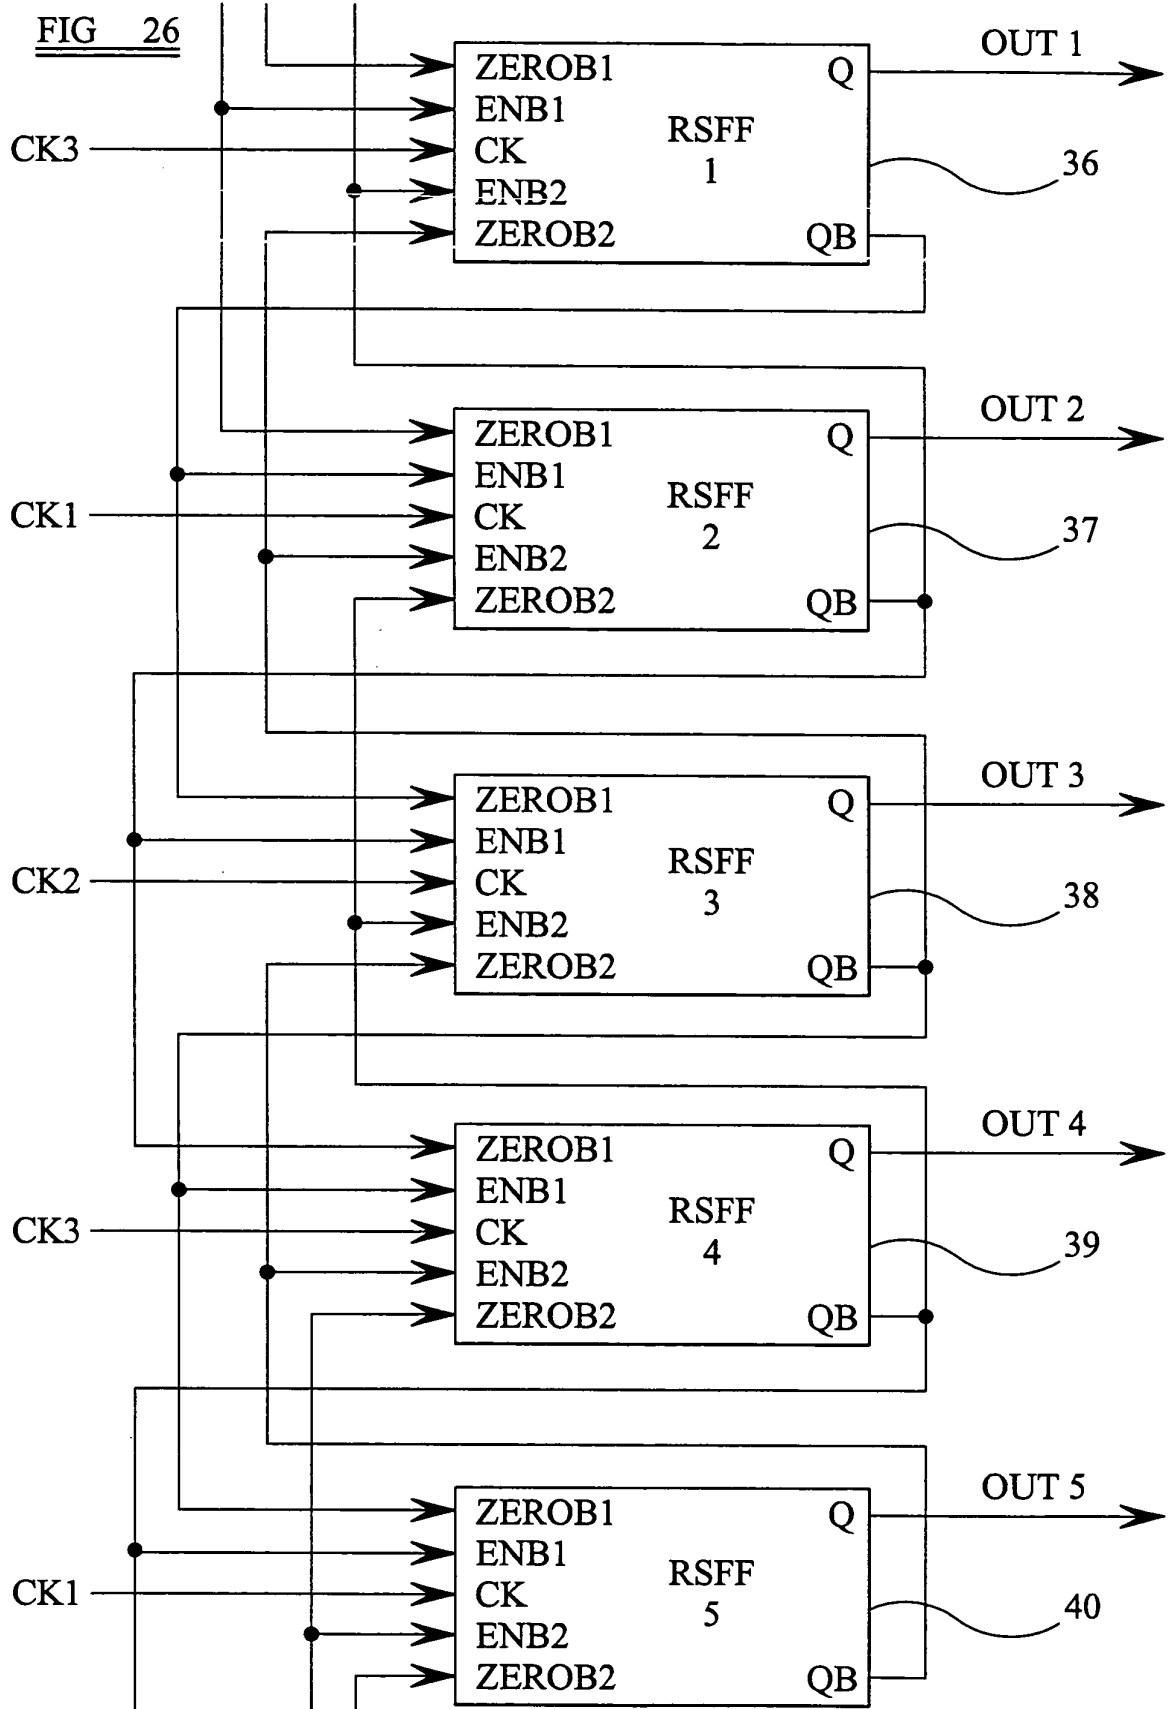 FIG 26
OUT 1
ZEROB1
Q
ENB1
RSFF
CK3
CK
1
36
ENB2
ZEROB2
QB
OUT 2
ZEROB1
Q
ENB1
RSFF
CK1
CK
2
37
ENB2
ZEROB2
QB
OUT 3
ZEROB1
Q
ENB1
RSFF
CK2
CK
3
38
ENB2
ZEROB2
QB
OUT 4
ZEROB1
Q
ENB1
RSFF
CK3
CK
4
39
ENB2
ZEROB2
QB
OUT 5
ZEROB1
Q
ENB1
RSFF
CK1
CK
5
40
ENB2
ZEROB2
QB